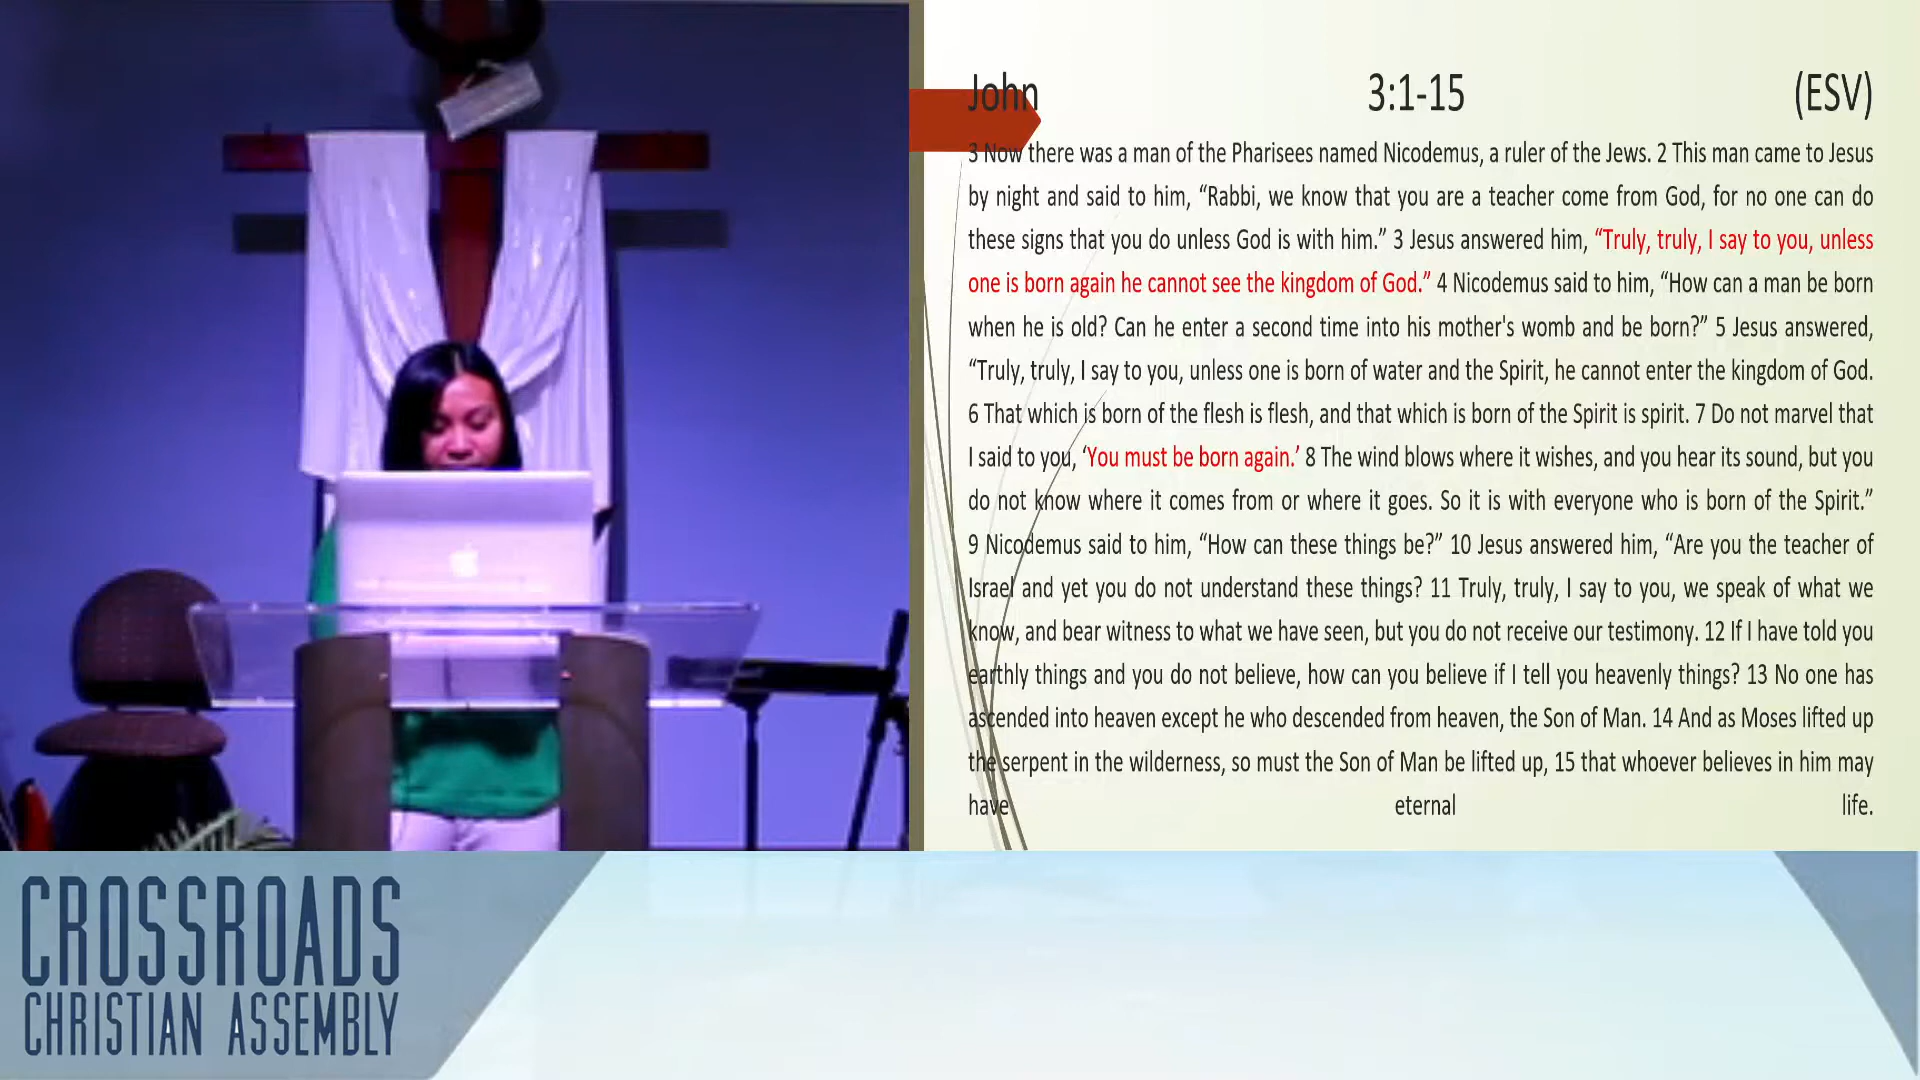 John 3:1-15 (ESV)
3 Now there was a man of the Pharisees named Nicodemus, a ruler of the Jews. 2 This man came to Jesus
by night and said to him, “Rabbi, we know that you are a teacher come from God, for no one can do
these signs that you do unless God is with him.” 3 Jesus answered him, “Truly, truly, I say to you, unless
one is born again he cannot see the kingdom of God.” 4 Nicodemus said to him, “How can a man be born
when he is old? Can he enter a second time into his mother's womb and be born?” 5 Jesus answered,
“Truly, truly, I say to you, unless one is born of water and the Spirit, he cannot enter the kingdom of God.
6 That which is born of the flesh is flesh, and that which is born of the Spirit is spirit. 7 Do not marvel that
I said to you, ‘You must be born again.’ 8 The wind blows where it wishes, and you hear its sound, but you
do not know where it comes from or where it goes. So it is with everyone who is born of the Spirit.”
9 Nicodemus said to him, “How can these things be?” 10 Jesus answered him, “Are you the teacher of
Israel and yet you do not understand these things? 11 Truly, truly, I say to you, we speak of what we
know, and bear witness to what we have seen, but you do not receive our testimony. 12 If I have told you
earthly things and you do not believe, how can you believe if I tell you heavenly things? 13 No one has
ascended into heaven except he who descended from heaven, the Son of Man. 14 And as Moses lifted up
the serpent in the wilderness, so must the Son of Man be lifted up, 15 that whoever believes in him may
have eternal life.
CROSSROADS
CHRISTIAN ASSEMBLY